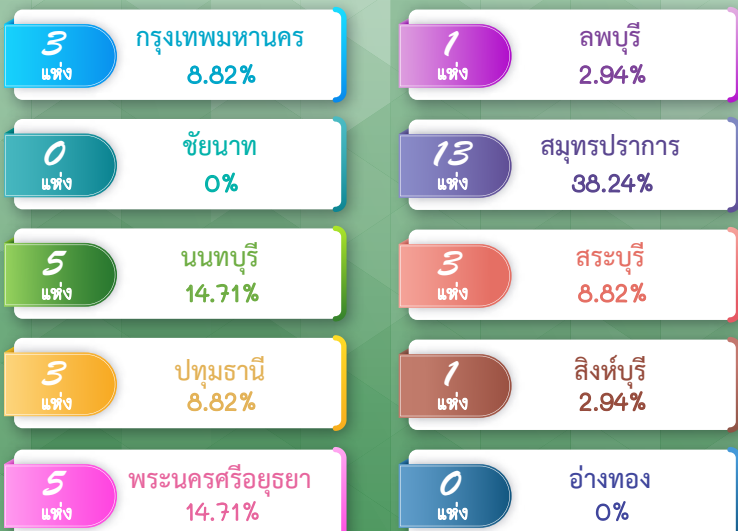 3
แห่ง
กรุงเทพมหานคร
8.82%
0
แห่ง
ชัยนาท
0%
5
แห่ง
นนทบุรี
14.71%
3
แห่ง
ปทุมธานี
8.82%
5
แห่ง
พระนครศรีอยุธยา
14.71%
1
แห่ง
ลพบุรี
2.94%
13
แห่ง
สมุทรปราการ
38.24%
3
แห่ง
สระบุรี
8.82%
1
แห่ง
สิงห์บุรี
2.94%
0
แห่ง
อ่างทอง
0%